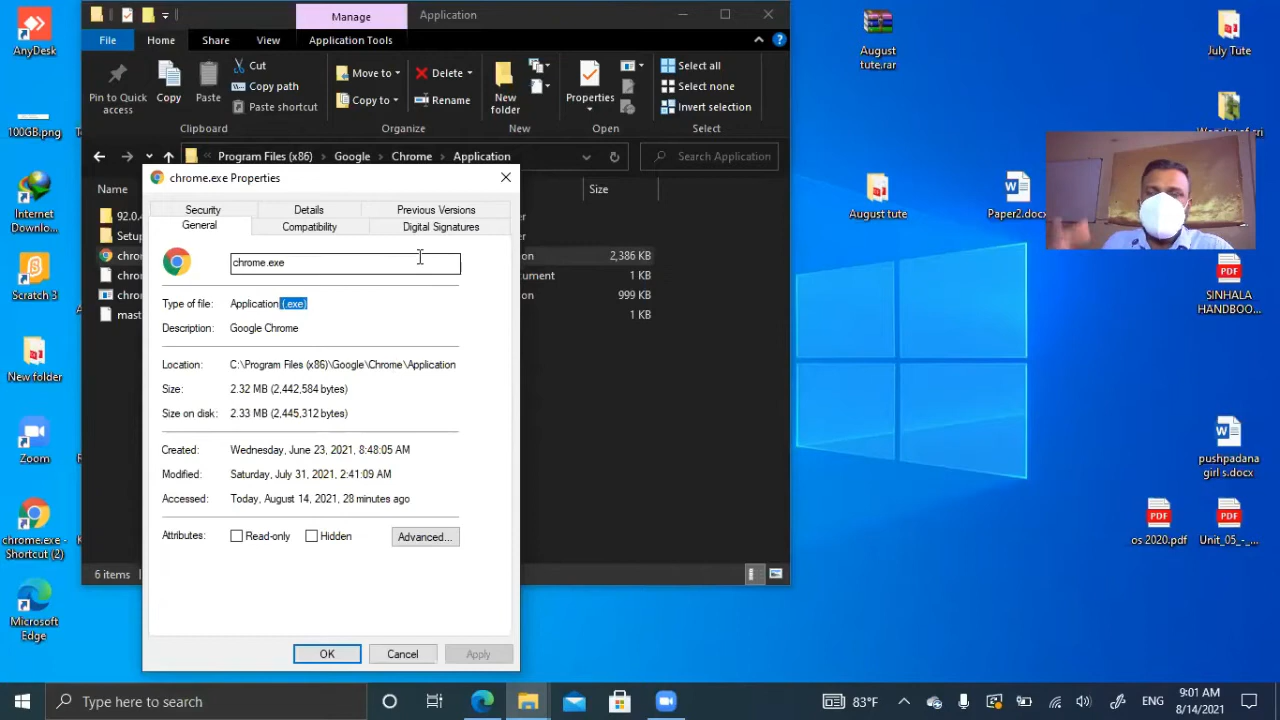 AnyDesk
100GB.png
Internet
Downlo...
Scratch 3
New folder
Zoom
chrome.exe -
Shortcut (2)
Microsoft
Edge
Manage
Application
File
Home
Share
View
Application Tools
Pin to Quick
access
Copy
Paste
Cut
Copy path
Paste shortcut
Clipboard
Move to
Copy to
Delete
Rename
Organize
New
folder
New
Properties
Open
Select all
Select none
Invert selection
Select
Program Files (x86)
Google
Chrome
Application
Search Application
Name
Size
92.0.4
Setup
chro
2,386 KB
chro
1 KB
chro
999 KB
mast
1 KB
6 items
chrome.exe Properties
Security
Details
Previous Versions
General
Compatibility
Digital Signatures
chrome.exe
Type of file: Application (.exe)
Description: Google Chrome
Location: C:\Program Files (x86)\Google\Chrome\Application
Size: 2.32 MB (2,442,584 bytes)
Size on disk: 2.33 MB (2,445,312 bytes)
Created: Wednesday, June 23, 2021, 8:48:05 AM
Modified: Saturday, July 31, 2021, 2:41:09 AM
Accessed: Today, August 14, 2021, 28 minutes ago
Attributes: Read-only Hidden Advanced...
OK
Cancel
Apply
August
tute.rar
July Tute
August tute
Paper2.docx
SINHALA
HANDBOO...
pushpadana
girl s.docx
os 2020.pdf
Unit_05_-_...
Type here to search
83°F
ENG
9:01 AM
8/14/2021